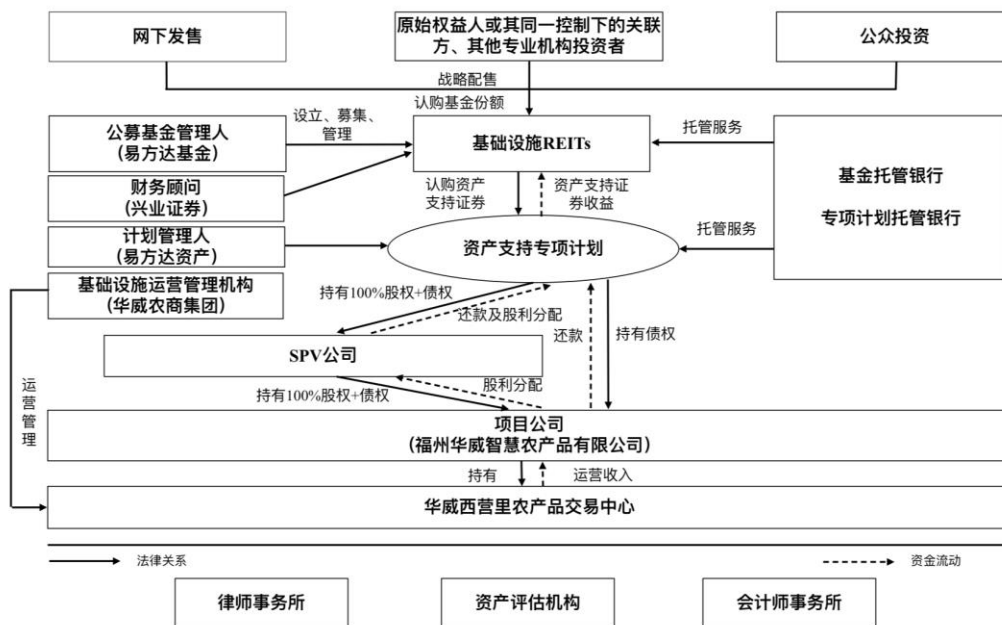 网下发售
原始权益人或其同一控制下的关联
方、其他专业机构投资者
公众投资
战略配售
认购基金份额
设立、募集、
管理
公募基金管理人
(易方达基金)
基础设施REITs
托管服务
财务顾问
(兴业证券)
认购资产
支持证券
资产支持证
券收益
基金托管银行
专项计划托管银行
计划管理人
(易方达资产)
资产支持专项计划
托管服务
基础设施运营管理机构
(华威农商集团)
持有100%股权+债权
还款及股利分配
还款
持有债权
SPV公司
持有100%股权+债权
股利分配
运营管理
项目公司
(福州华威智慧农产品有限公司)
持有
运营收入
华威西营里农产品交易中心
法律关系
资金流动
律师事务所
资产评估机构
会计师事务所